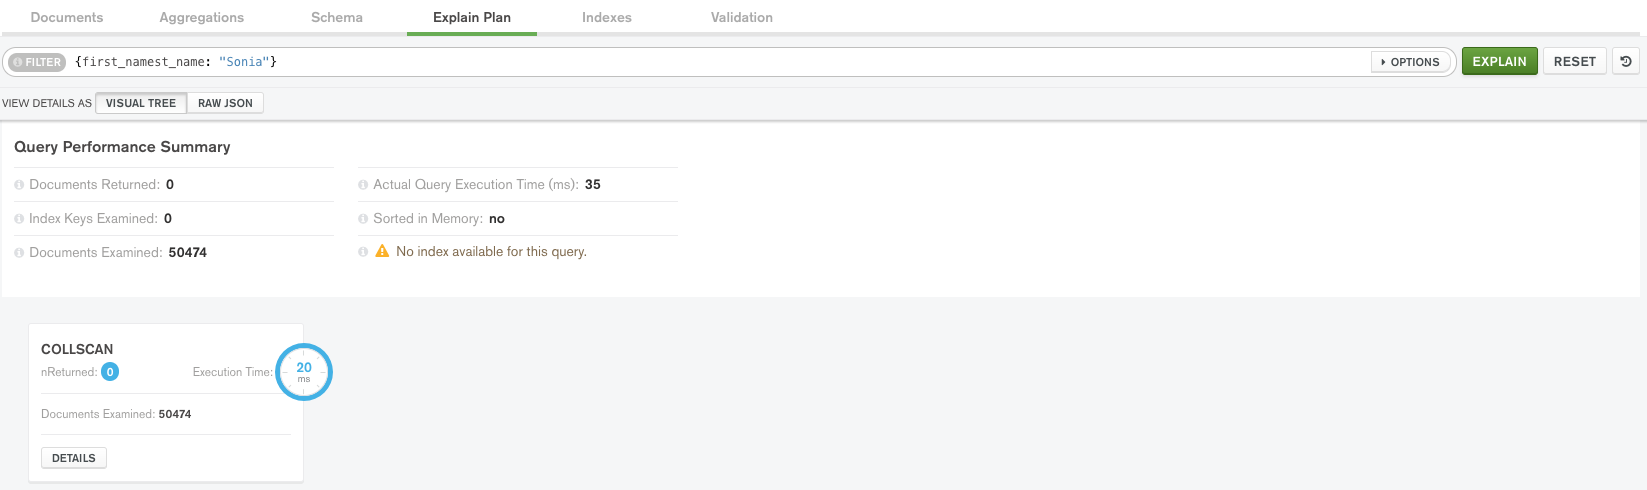 Documents Aggregations Schema Explain Plan Indexes Validation
FILTER {first_namest_name: "Sonia"} OPTIONS EXPLAIN RESET
VIEW DETAILS AS VISUAL TREE RAW JSON
Query Performance Summary
Documents Returned: 0 Actual Query Execution Time (ms): 35
Index Keys Examined: 0 Sorted in Memory: no
Documents Examined: 50474 No index available for this query.
COLLSCAN
nReturned: 0 Execution Time: 20 ms
Documents Examined: 50474
DETAILS